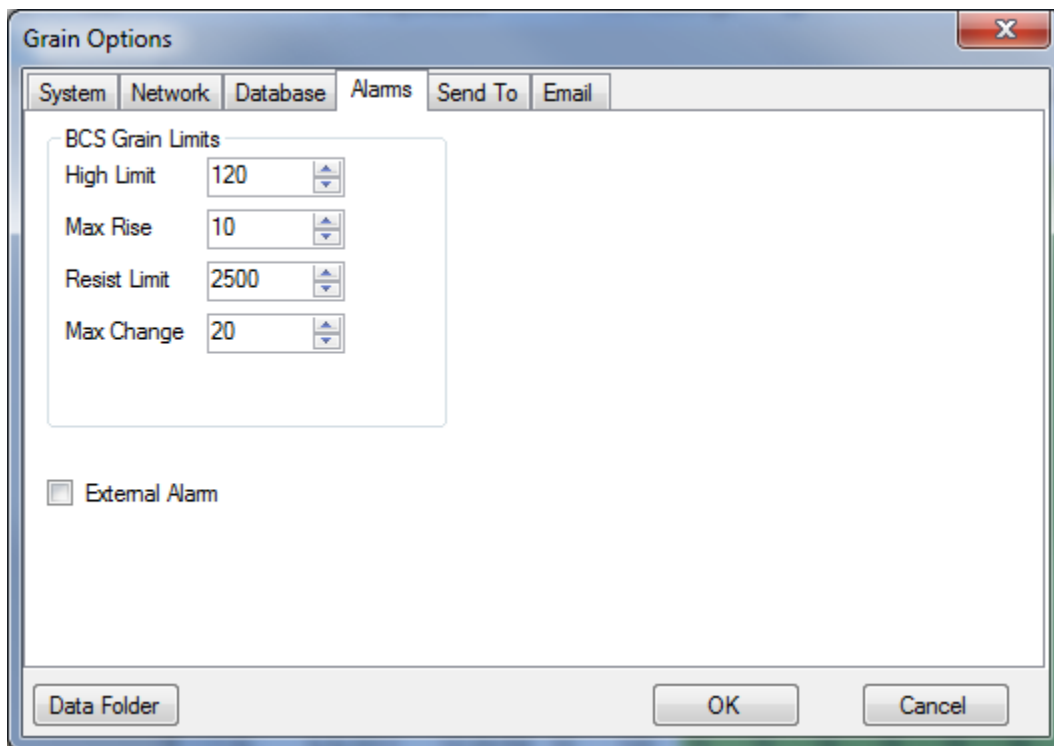 Grain Options
System Network Database Alarms Send To Email
BCS Grain Limits
High Limit 120
Max Rise 10
Resist Limit 2500
Max Change 20
External Alarm
Data Folder OK Cancel